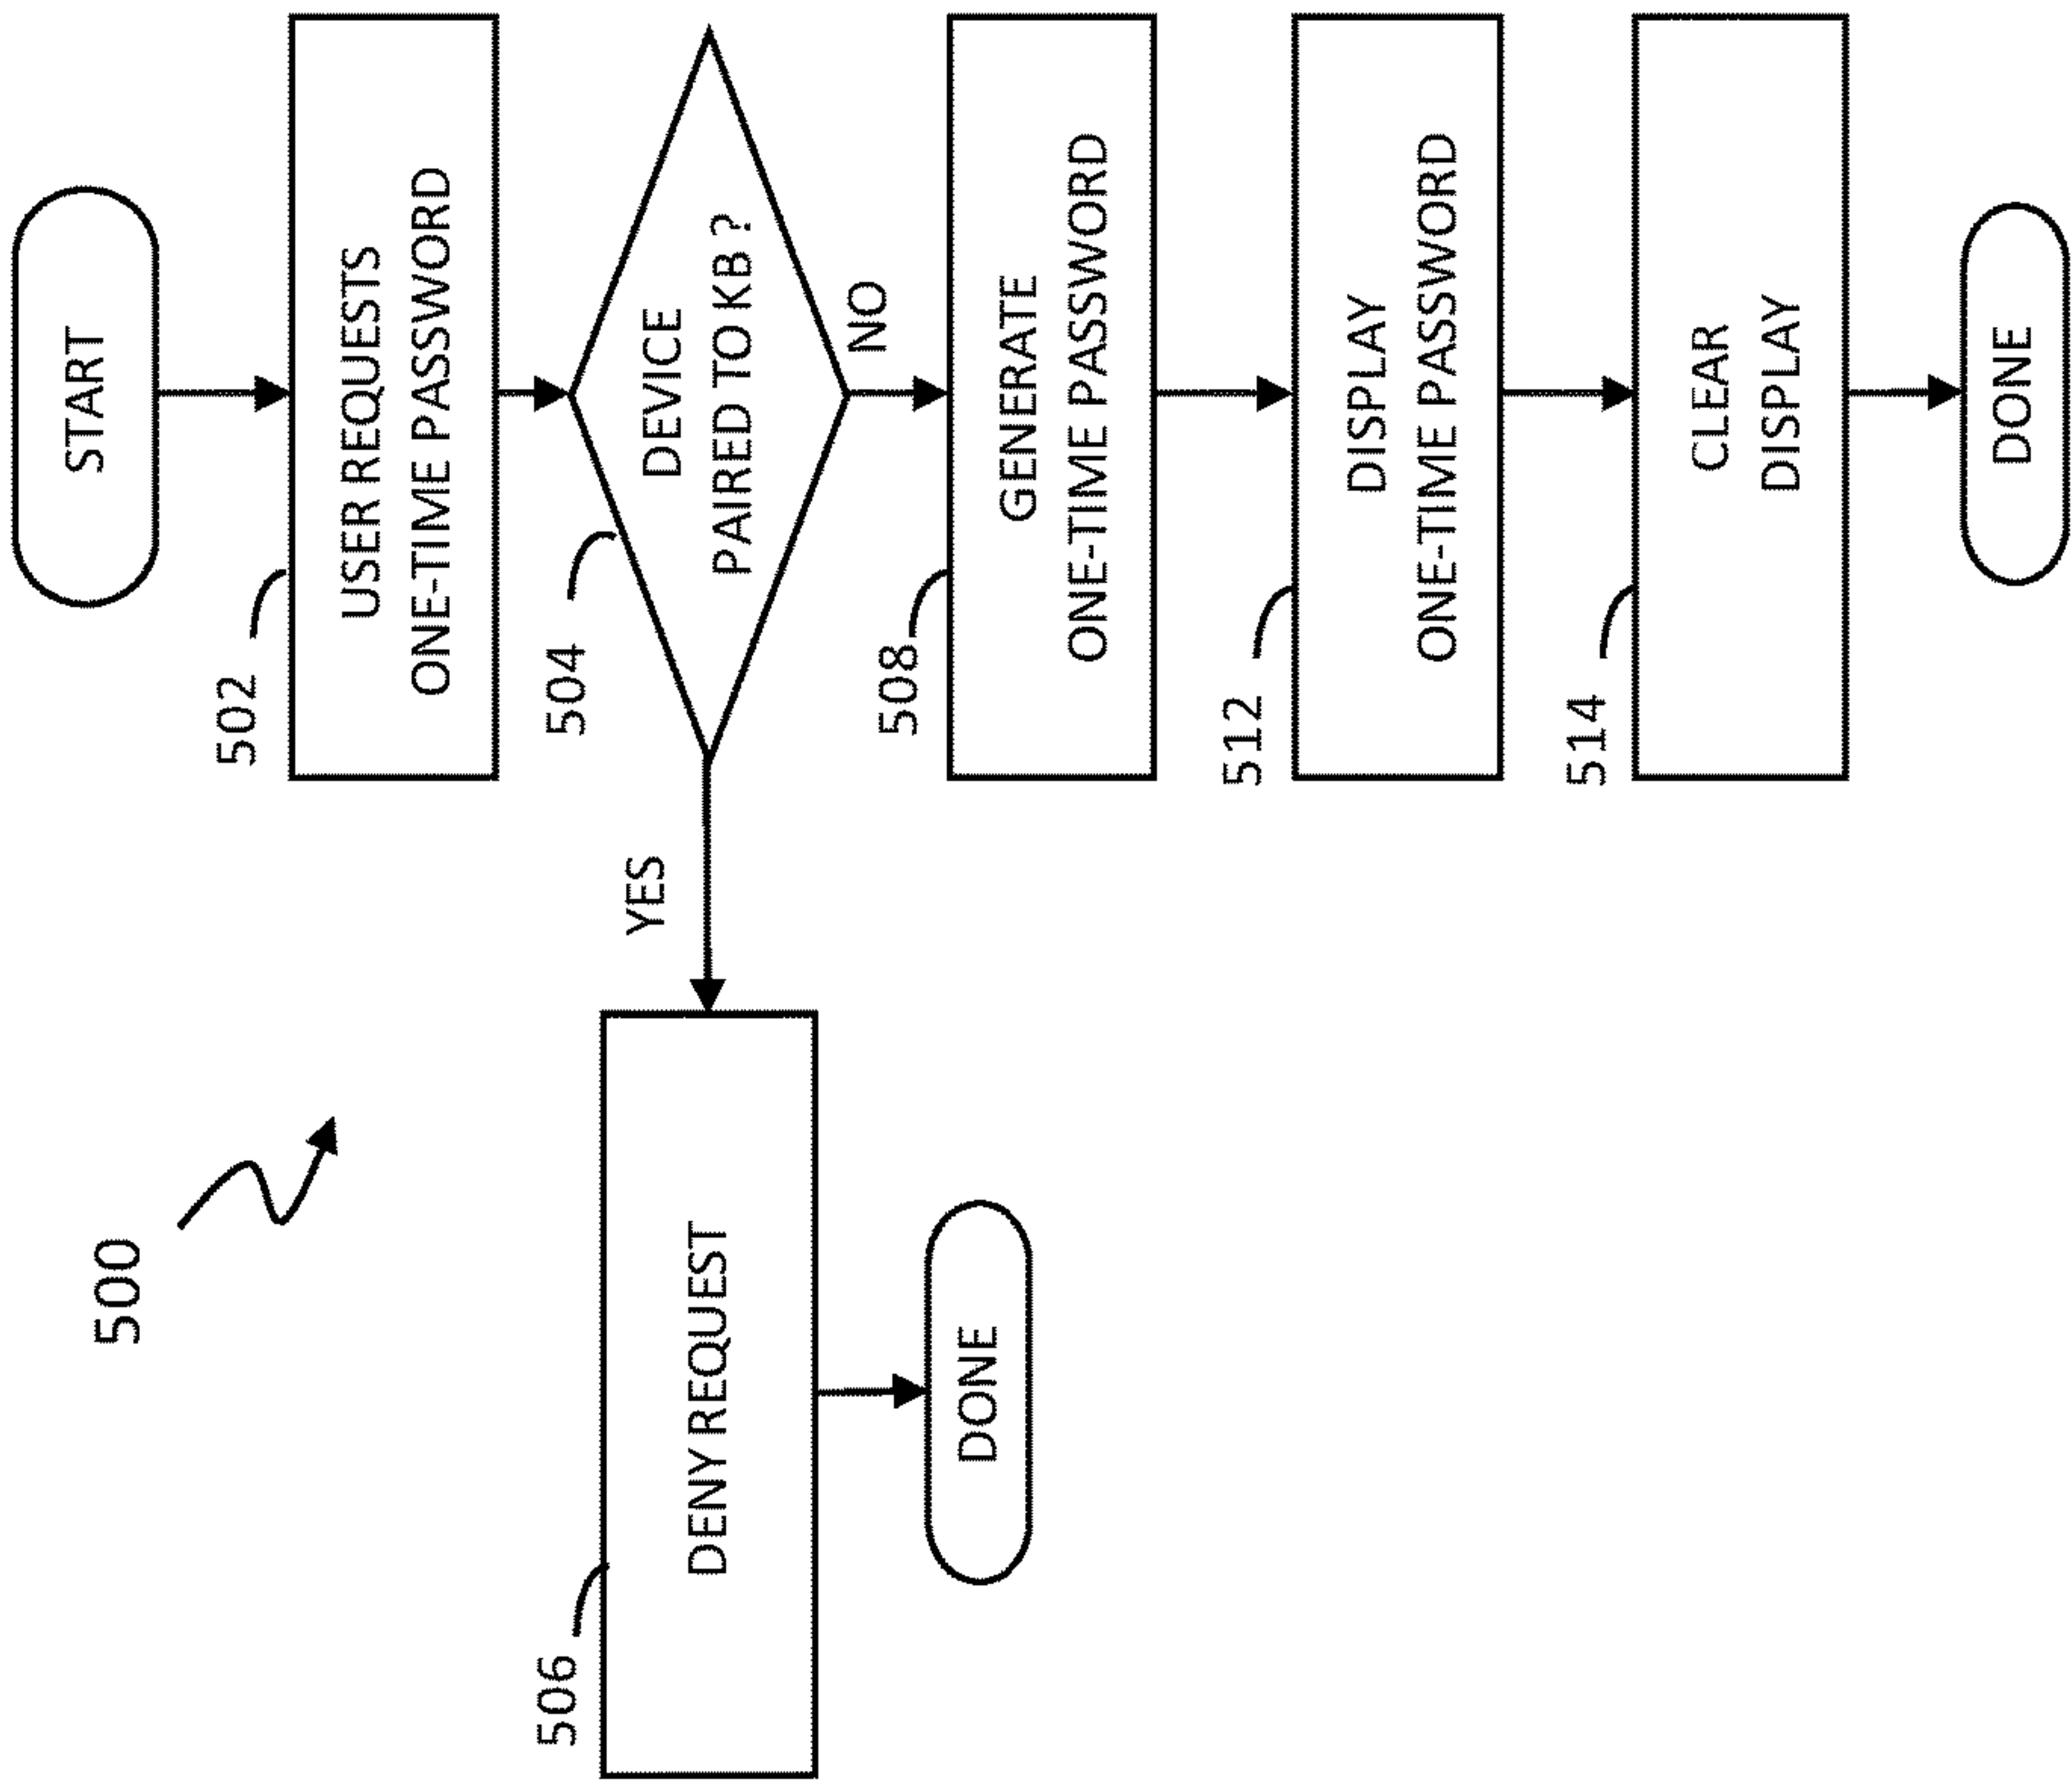 500
START
502
USER REQUESTS
ONE-TIME PASSWORD
504
DEVICE
PAIRED TO KB ?
YES
NO
506
DENY REQUEST
DONE
508
GENERATE
ONE-TIME PASSWORD
512
DISPLAY
ONE-TIME PASSWORD
514
CLEAR
DISPLAY
DONE